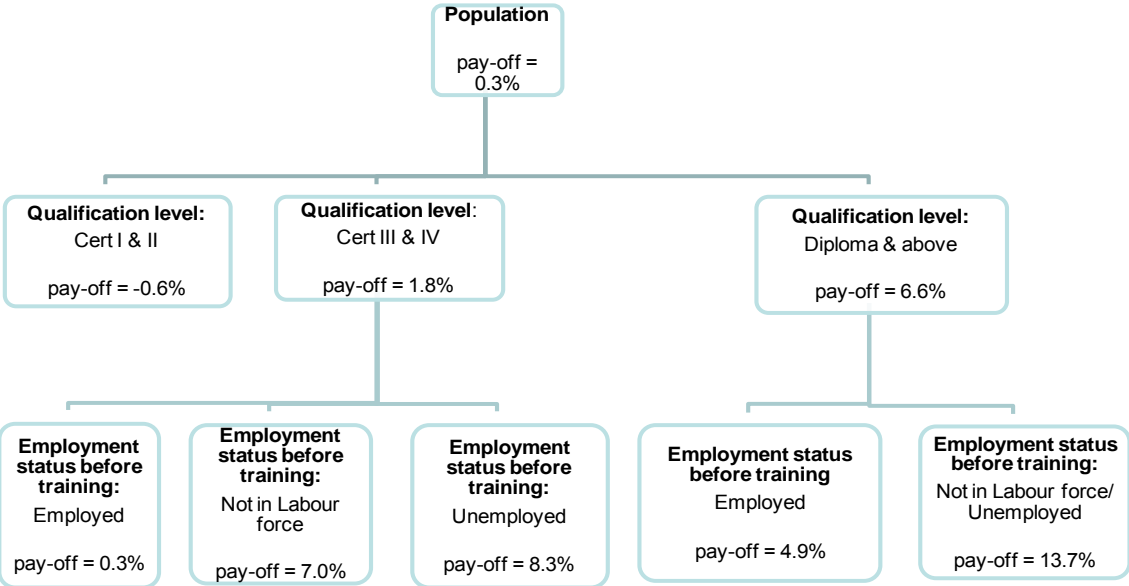 Population
pay-off =
0.3%
Qualification level:
Cert I & II
pay-off = -0.6%
Qualification level:
Cert III & IV
pay-off = 1.8%
Qualification level:
Diploma & above
pay-off = 6.6%
Employment
status before
training:
Employed
pay-off = 0.3%
Employment
status before
training:
Not in Labour
force
pay-off = 7.0%
Employment
status before
training:
Unemployed
pay-off = 8.3%
Employment status
before training
Employed
pay-off = 4.9%
Employment status
before training:
Not in Labour force/
Unemployed
pay-off = 13.7%